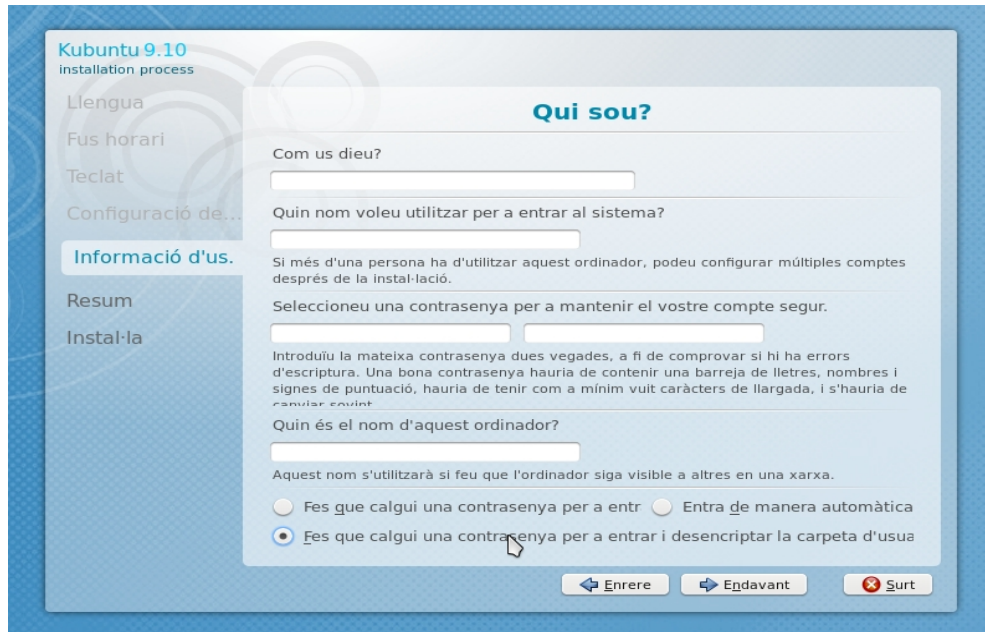 Kubuntu 9.10
installation process
Llengua
Fus horari
Teclat
Configuració de...
Informació d'us.
Resum
Instal·la
Qui sou?
Com us dieu?
Quin nom voleu utilitzar per a entrar al sistema?
Si més d'una persona ha d'utilitzar aquest ordinador, podeu configurar múltiples comptes
després de la instal·lació.
Seleccioneu una contrasenya per a mantenir el vostre compte segur.
Introduïu la mateixa contrasenya dues vegades, a fi de comprovar si hi ha errors
d'escriptura. Una bona contrasenya hauria de contenir una barreja de lletres, nombres i
signes de puntuació, hauria de tenir com a mínim vuit caràcters de llargada, i s'hauria de
canviar sovint
Quin és el nom d'aquest ordinador?
Aquest nom s'utilitzarà si feu que l'ordinador siga visible a altres en una xarxa.
Fes que calgui una contrasenya per a entr Entra de manera automàtica
Fes que calgui una contrasenya per a entrar i desencriptar la carpeta d'usua
Enrere Endavant Surt